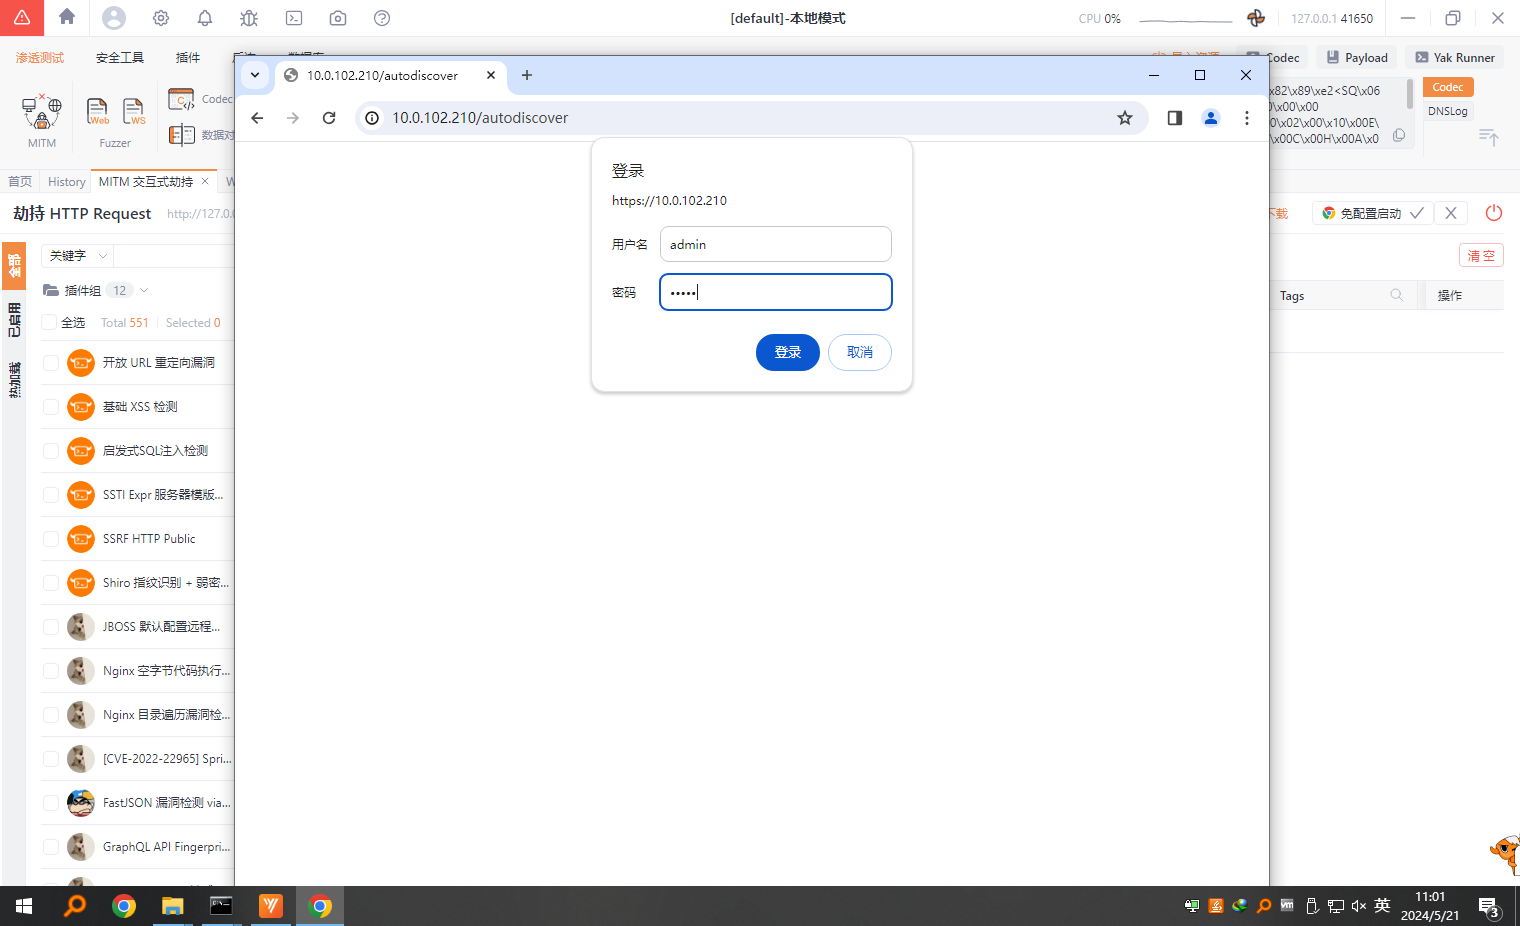 [default]-本地模式
CPU 0%
127.0.0.1 41650
渗透测试
安全工具
插件
Codec
Payload
Yak Runner
MITM
Web
WS
Fuzzer
Codec
数据对
x82\x89\xe2<SQ\x06
0\x00\x00
0\x02\x00\x10\x00E\
\x00C\x00H\x00A\x0
Codec
DNSLog
首页
History
MITM 交互式劫持
劫持 HTTP Request
http://127.0.0
下载
免配置启动
全部
已启用
热加载
关键字
清 空
插件组 12
Tags
操作
全选
Total 551
Selected 0
开放 URL 重定向漏洞
基础 XSS 检测
启发式SQL注入检测
SSTI Expr 服务器模版...
SSRF HTTP Public
Shiro 指纹识别 + 弱密...
JBOSS 默认配置远程...
Nginx 空字节代码执行...
Nginx 目录遍历漏洞检...
[CVE-2022-22965] Spri...
FastJSON 漏洞检测 via...
GraphQL API Fingerpri...
10.0.102.210/autodiscover
10.0.102.210/autodiscover
登录
https://10.0.102.210
用户名
admin
密码
•••••
登录
取消
英
11:01
2024/5/21
3